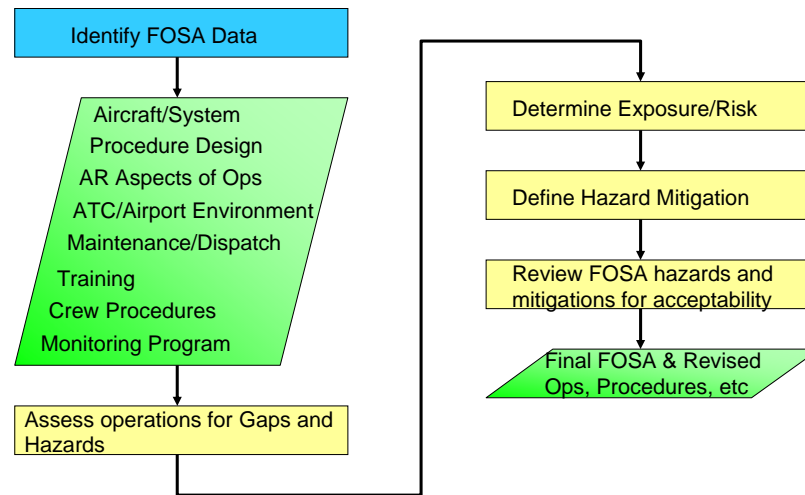 Identify FOSA Data
Aircraft/System
Procedure Design
AR Aspects of Ops
ATC/Airport Environment
Maintenance/Dispatch
Training
Crew Procedures
Monitoring Program
Assess operations for Gaps and
Hazards
Determine Exposure/Risk
Define Hazard Mitigation
Review FOSA hazards and
mitigations for acceptability
Final FOSA & Revised
Ops, Procedures, etc